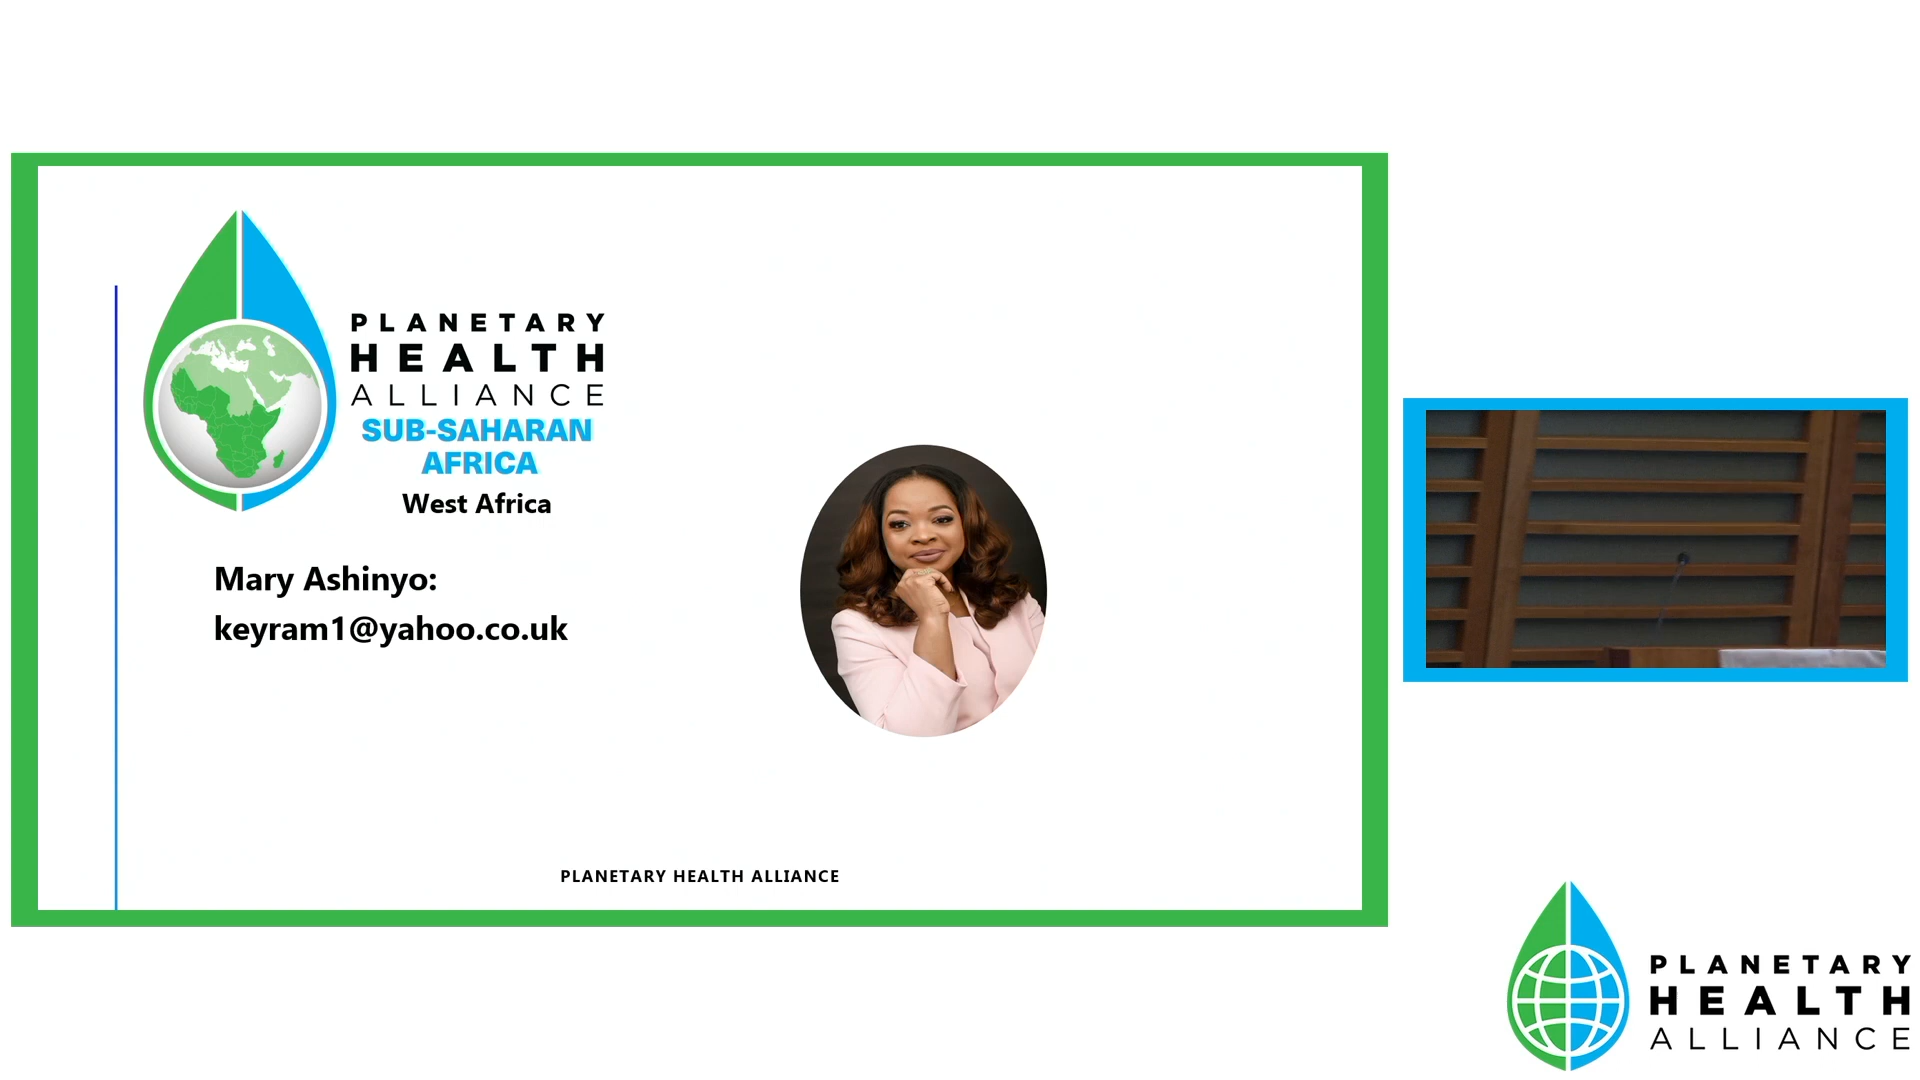 PLANETARY
HEALTH
ALLIANCE
SUB-SAHARAN
AFRICA
West Africa
Mary Ashinyo:
keyram1@yahoo.co.uk
PLANETARY HEALTH ALLIANCE
PLANETARY
HEALTH
ALLIANCE